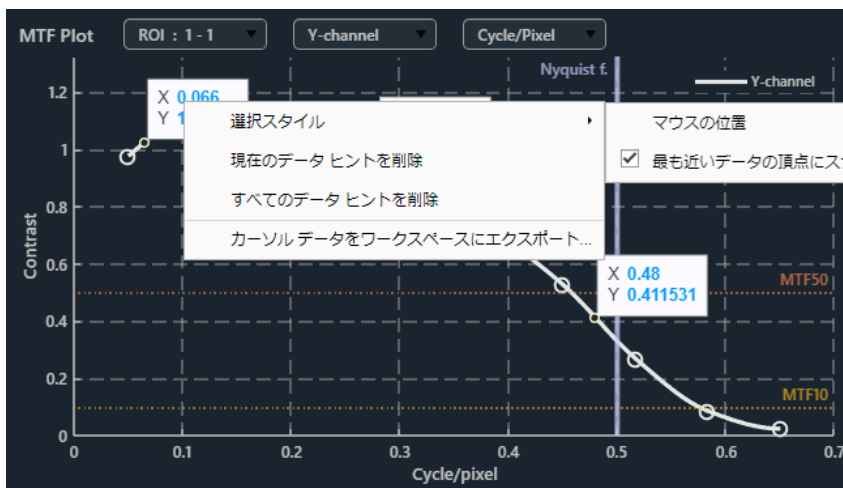 MTF Plot
ROI : 1 - 1
Y-channel
Cycle/Pixel
Nyquist f.
Y-channel
X 0.066
Y 1
選択スタイル
現在のデータ ヒントを削除
すべてのデータ ヒントを削除
カーソル データをワークスペースにエクスポート...
マウスの位置
最も近いデータの頂点にス
X 0.48
Y 0.411531
MTF50
MTF10
Contrast
1.2
1
0.8
0.6
0.4
0.2
0
0
0.1
0.2
0.3
0.4
0.5
0.6
0.7
Cycle/pixel